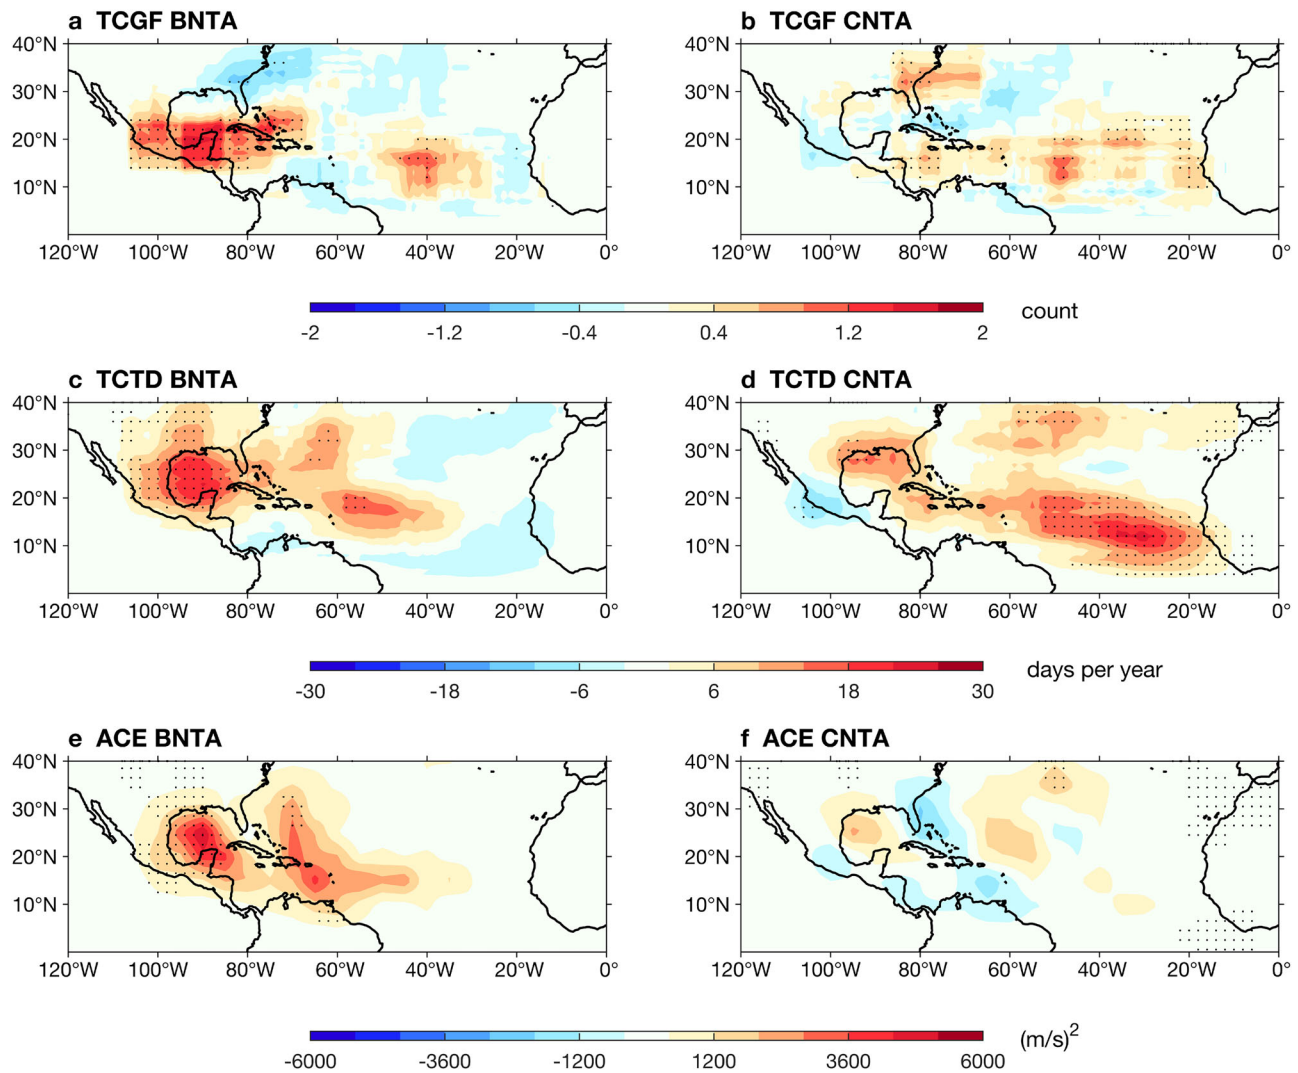 a TCGF BNTA
b TCGF CNTA
40°N
30°N
20°N
10°N
120°W 100°W 80°W 60°W 40°W 20°W 0°
40°N
30°N
20°N
10°N
120°W 100°W 80°W 60°W 40°W 20°W 0°
-2 -1.2 -0.4 0.4 1.2 2
count
c TCTD BNTA
d TCTD CNTA
40°N
30°N
20°N
10°N
120°W 100°W 80°W 60°W 40°W 20°W 0°
40°N
30°N
20°N
10°N
120°W 100°W 80°W 60°W 40°W 20°W 0°
-30 -18 -6 6 18 30
days per year
e ACE BNTA
f ACE CNTA
40°N
30°N
20°N
10°N
120°W 100°W 80°W 60°W 40°W 20°W 0°
40°N
30°N
20°N
10°N
120°W 100°W 80°W 60°W 40°W 20°W 0°
-6000 -3600 -1200 1200 3600 6000
(m/s)²